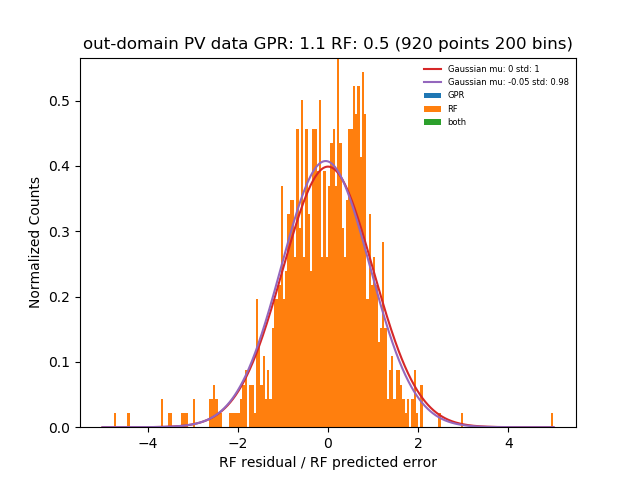 out-domain PV data GPR: 1.1 RF: 0.5 (920 points 200 bins)
Gaussian mu: 0 std: 1
Gaussian mu: -0.05 std: 0.98
GPR
RF
both
Normalized Counts
0.5
0.4
0.3
0.2
0.1
0.0
−4
−2
0
2
4
RF residual / RF predicted error